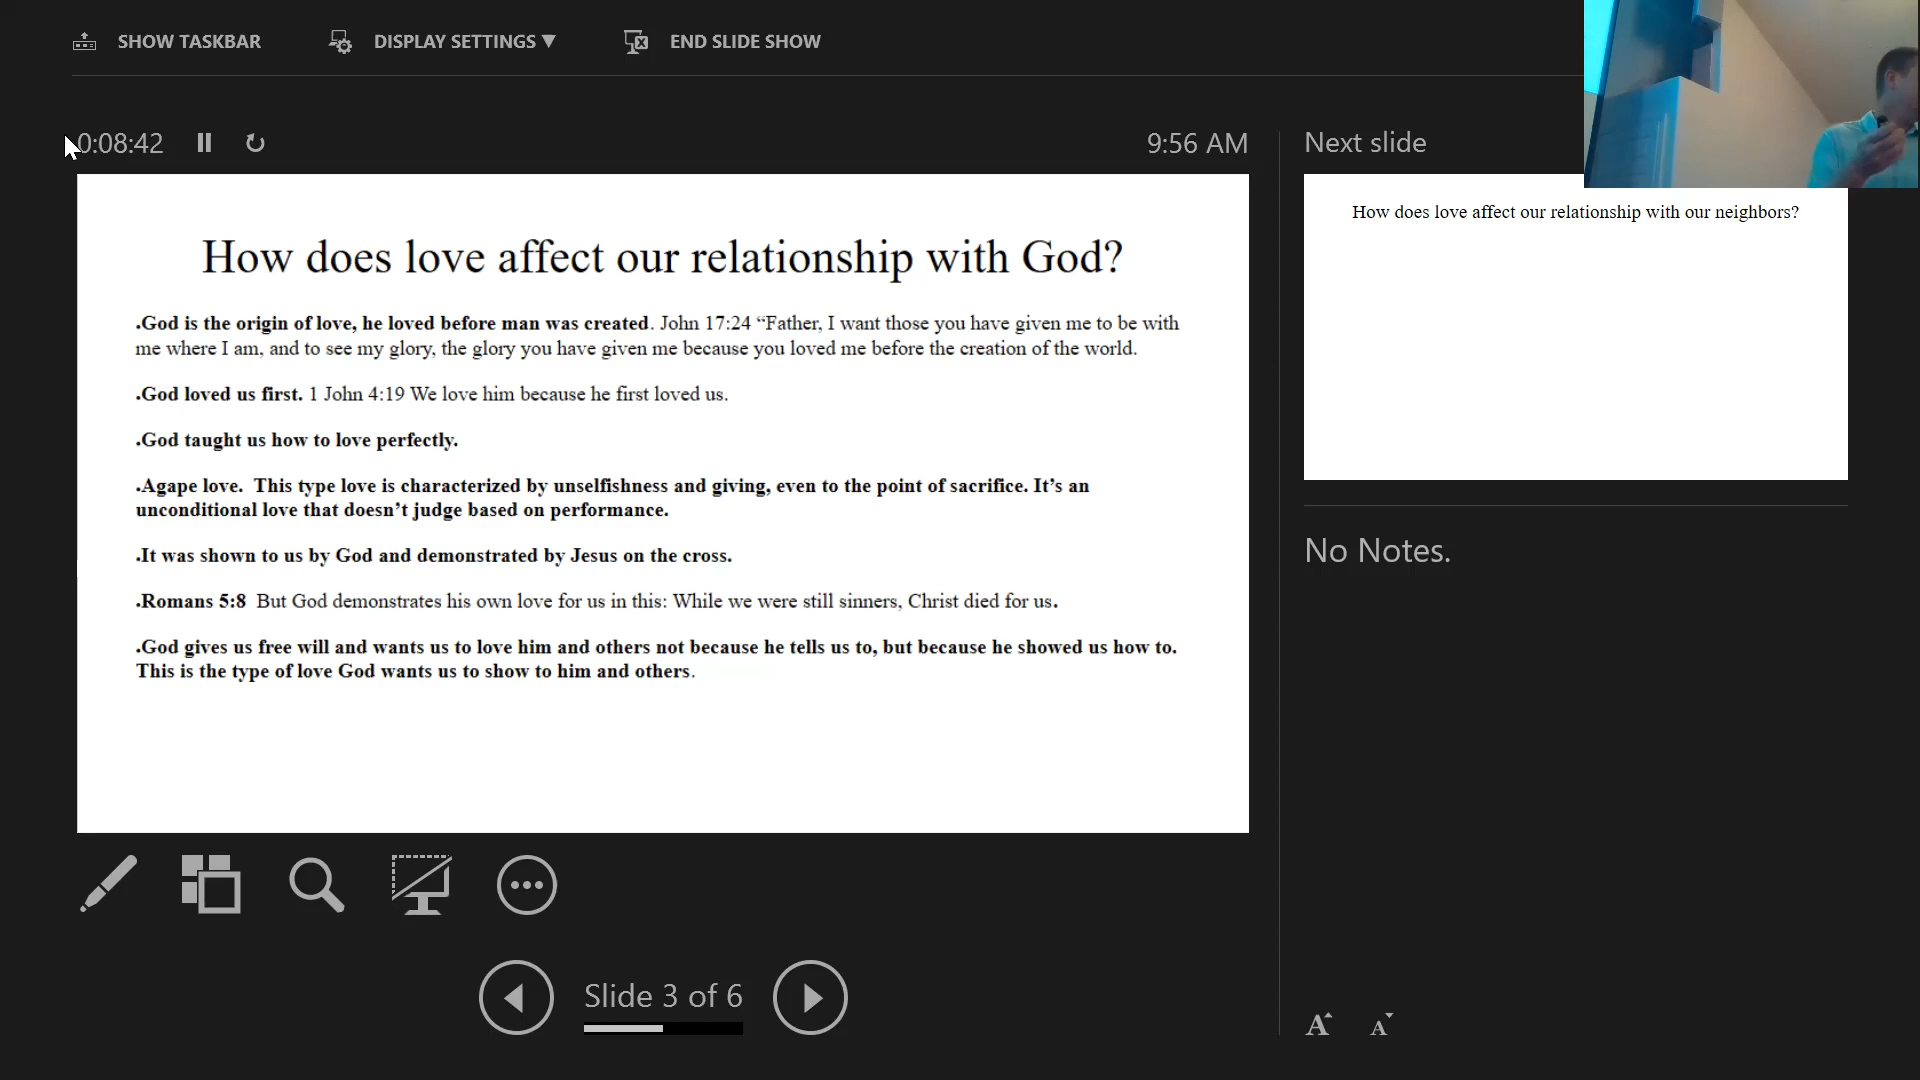 SHOW TASKBAR
DISPLAY SETTINGS ▼
END SLIDE SHOW
0:08:42
9:56 AM
Next slide
How does love affect our relationship with God?
.God is the origin of love, he loved before man was created. John 17:24 “Father, I want those you have given me to be with
me where I am, and to see my glory, the glory you have given me because you loved me before the creation of the world.
.God loved us first. 1 John 4:19 We love him because he first loved us.
.God taught us how to love perfectly.
.Agape love.  This type love is characterized by unselfishness and giving, even to the point of sacrifice. It’s an
unconditional love that doesn’t judge based on performance.
.It was shown to us by God and demonstrated by Jesus on the cross.
.Romans 5:8  But God demonstrates his own love for us in this: While we were still sinners, Christ died for us.
.God gives us free will and wants us to love him and others not because he tells us to, but because he showed us how to.
This is the type of love God wants us to show to him and others.
How does love affect our relationship with our neighbors?
No Notes.
Slide 3 of 6
A A